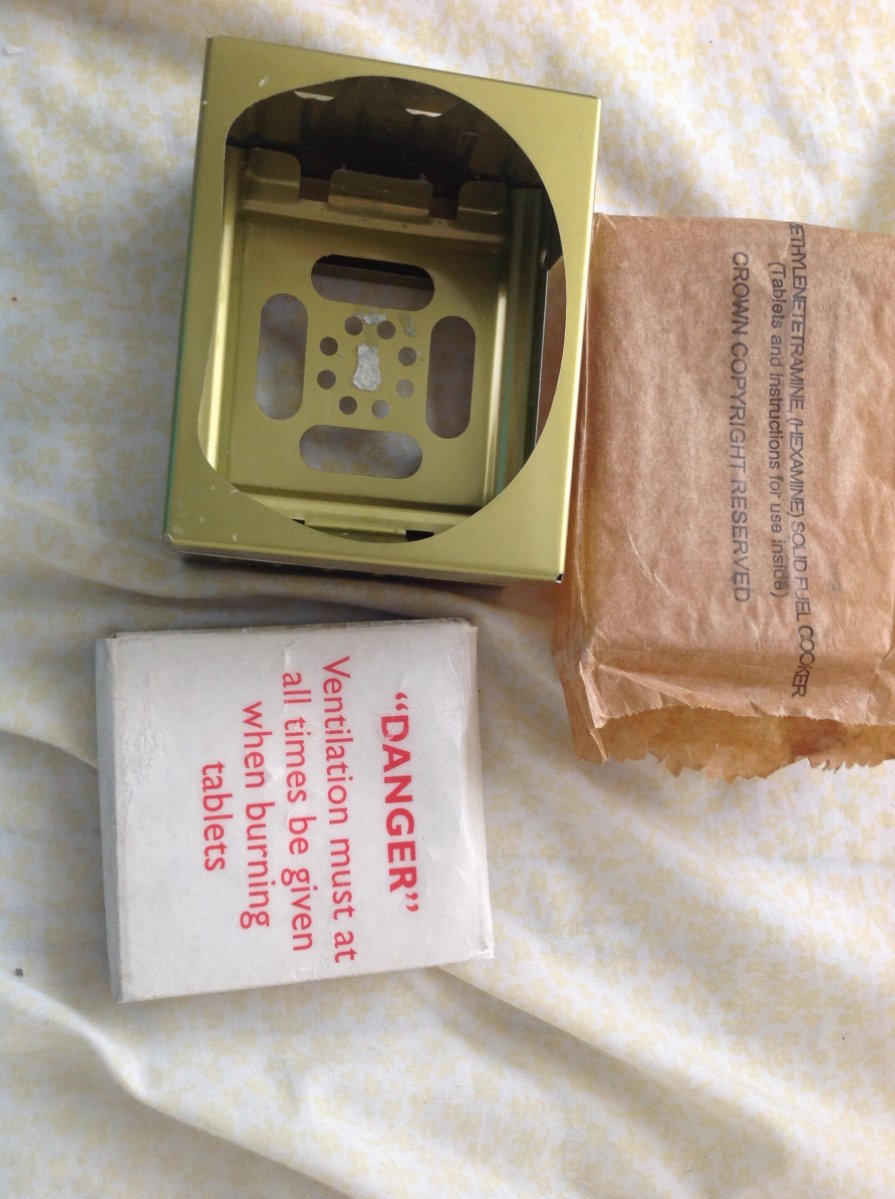 ETHYLENETETRAMINE, (HEXAMINE) SOLID FUEL COOKER
(Tablets and instructions for use inside)
CROWN COPYRIGHT RESERVED
“DANGER”
Ventilation must at
all times be given
when burning
tablets